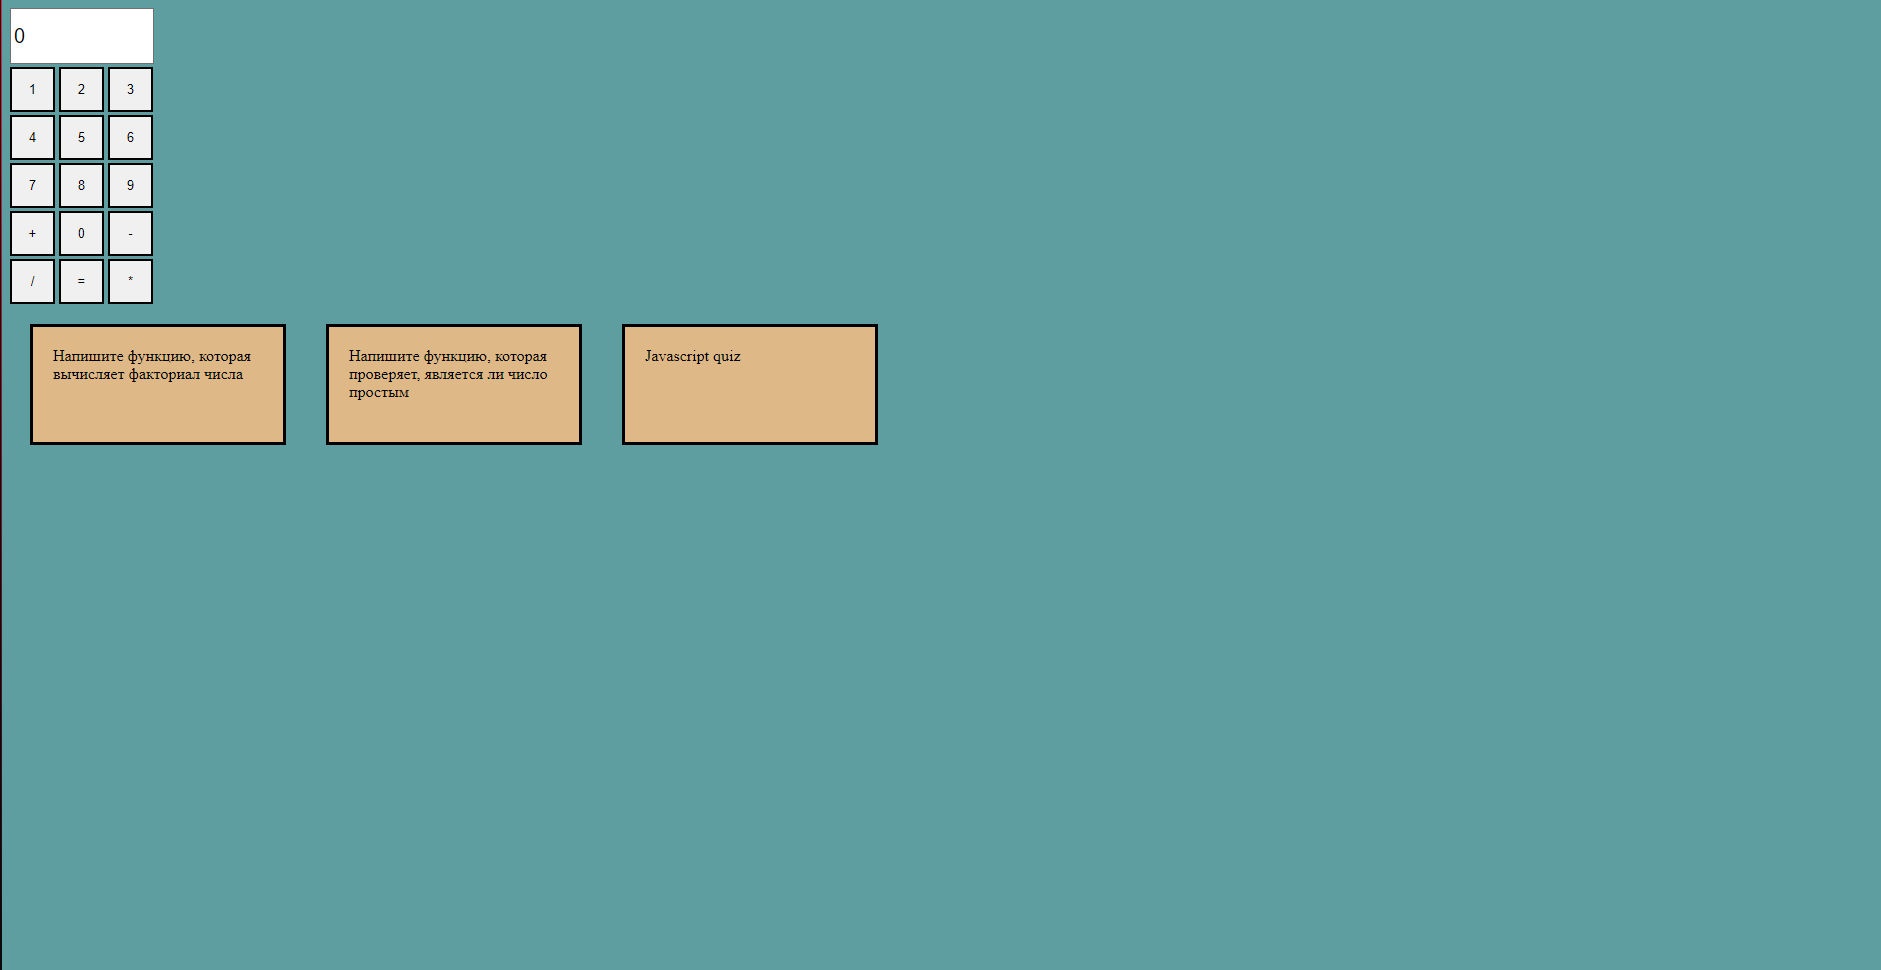 0
1 2 3
4 5 6
7 8 9
+ 0 -
/ = *
Напишите функцию, которая
вычисляет факториал числа
Напишите функцию, которая
проверяет, является ли число
простым
Javascript quiz